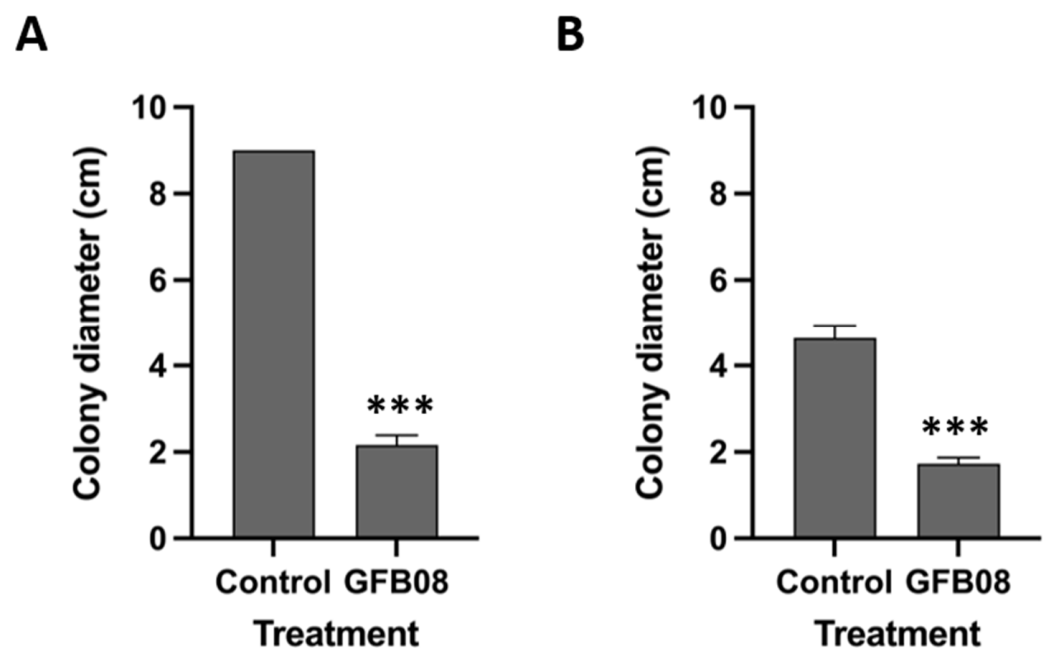 A
Colony diameter (cm)
10
8
6
4
2
0
***
Control GFB08
Treatment
B
Colony diameter (cm)
10
8
6
4
2
0
***
Control GFB08
Treatment